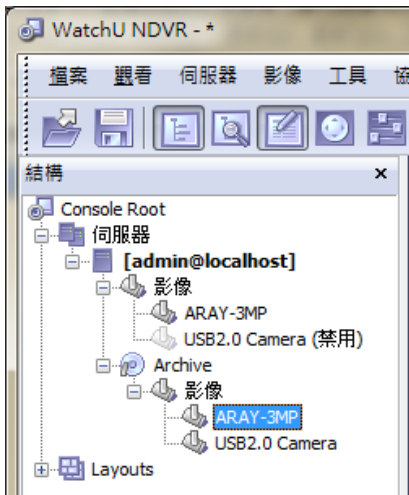 WatchU NDVR - *
檔案 觀看 伺服器 影像 工具
結構
Console Root
伺服器
[admin@localhost]
影像
ARAY-3MP
USB2.0 Camera (禁用)
Archive
影像
ARAY-3MP
USB2.0 Camera
Layouts